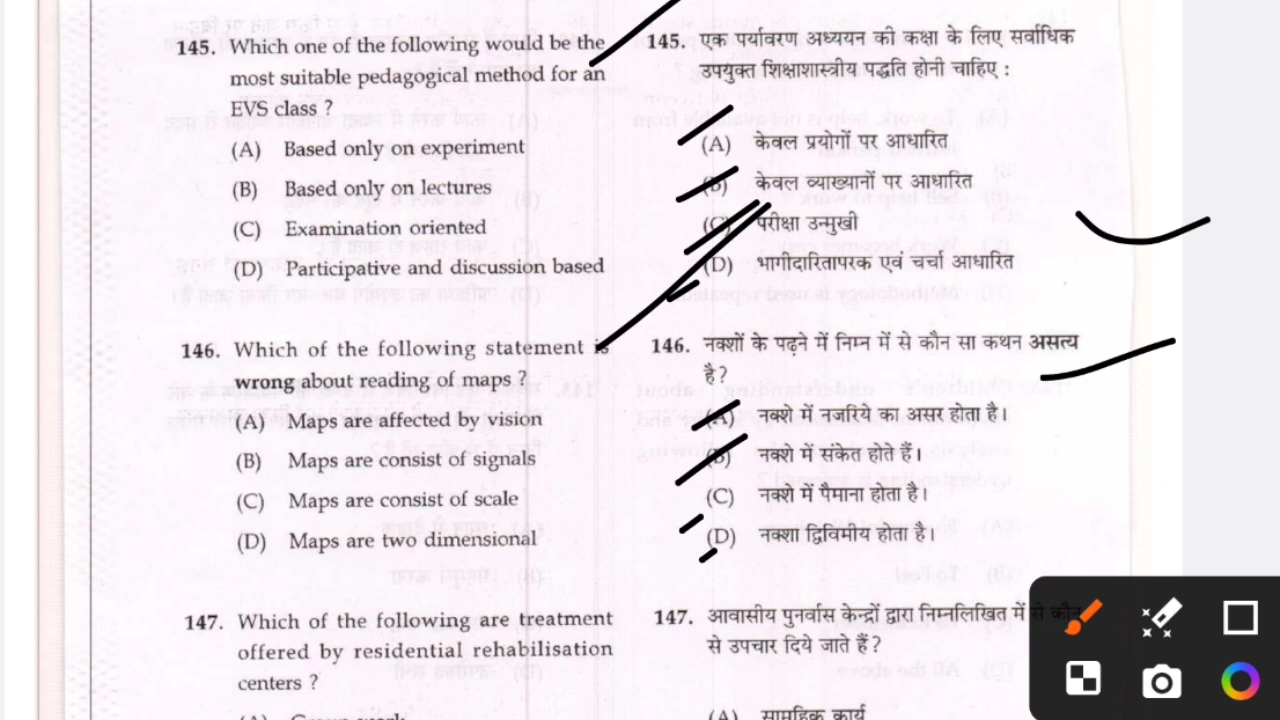 145. Which one of the following would be the
most suitable pedagogical method for an
EVS class ?
(A) Based only on experiment
(B) Based only on lectures
(C) Examination oriented
(D) Participative and discussion based
146. Which of the following statement is
wrong about reading of maps ?
(A) Maps are affected by vision
(B) Maps are consist of signals
(C) Maps are consist of scale
(D) Maps are two dimensional
147. Which of the following are treatment
offered by residential rehabilisation
centers ?
(A) Group work
145. एक पर्यावरण अध्ययन की कक्षा के लिए सर्वाधिक
उपयुक्त शिक्षाशास्त्रीय पद्धति होनी चाहिए :
(A) केवल प्रयोगों पर आधारित
(B) केवल व्याख्यानों पर आधारित
(C) परीक्षा उन्मुखी
(D) भागीदारितापरक एवं चर्चा आधारित
146. नक्शों के पढ़ने में निम्न में से कौन सा कथन असत्य
है?
(A) नक्शे में नजरिये का असर होता है।
(B) नक्शे में संकेत होते हैं।
(C) नक्शे में पैमाना होता है।
(D) नक्शा द्विविमीय होता है।
147. आवासीय पुनर्वास केन्द्रों द्वारा निम्नलिखित में से कौन
से उपचार दिये जाते हैं?
(A) सामूहिक कार्य